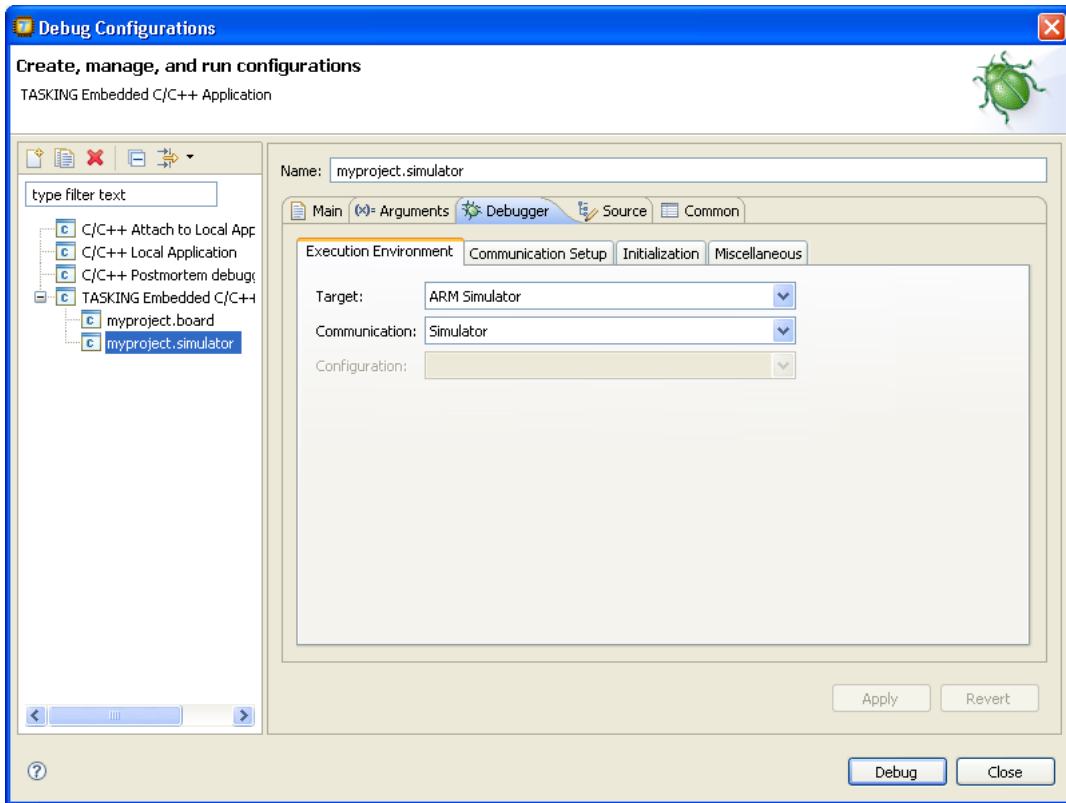 Debug Configurations
Create, manage, and run configurations
TASKING Embedded C/C++ Application
type filter text
C/C++ Attach to Local App
C/C++ Local Application
C/C++ Postmortem debugg
TASKING Embedded C/C++
myproject.board
myproject.simulator
Name: myproject.simulator
Main (x)= Arguments Debugger Source Common
Execution Environment Communication Setup Initialization Miscellaneous
Target: ARM Simulator
Communication: Simulator
Configuration:
Apply Revert
? Debug Close